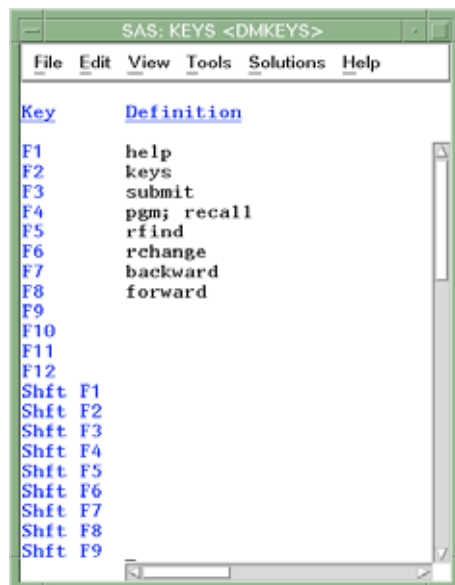 SAS: KEYS <DMKEYS>
File Edit View Tools Solutions Help
Key Definition
F1 help
F2 keys
F3 submit
F4 pgm; recall
F5 rfind
F6 rchange
F7 backward
F8 forward
F9
F10
F11
F12
Shft F1
Shft F2
Shft F3
Shft F4
Shft F5
Shft F6
Shft F7
Shft F8
Shft F9 _